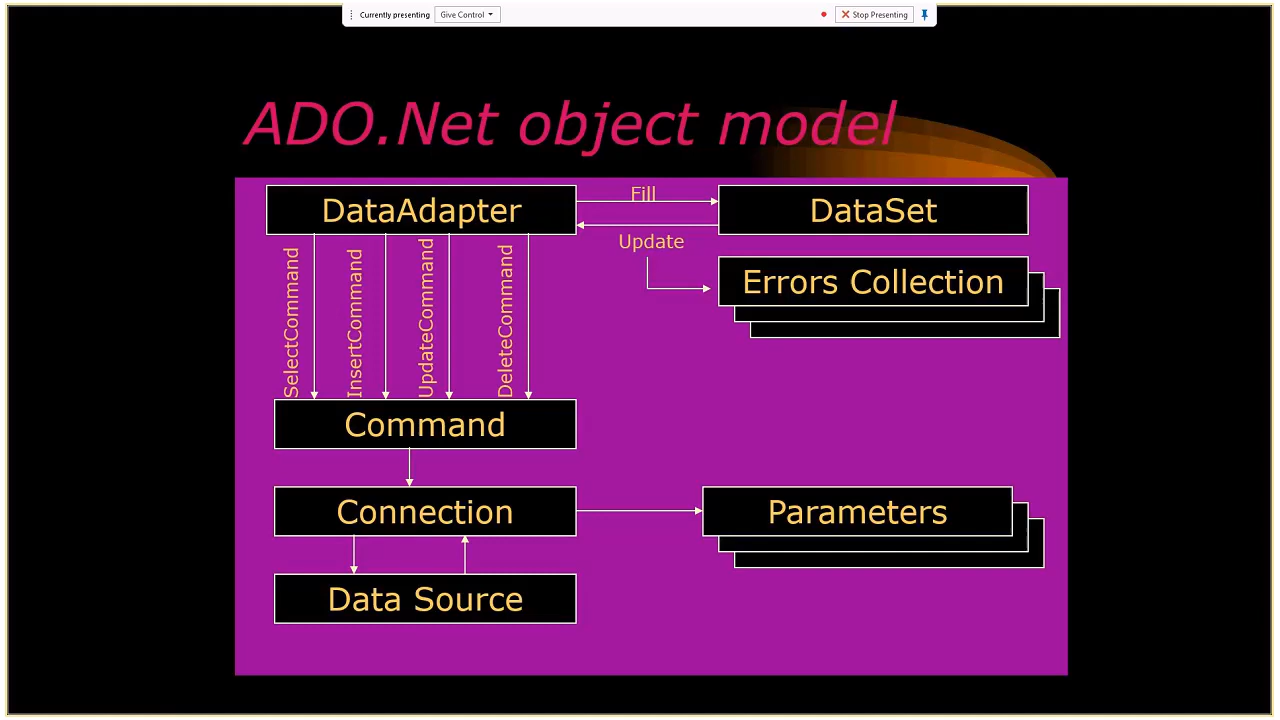 Currently presenting
Give Control
Stop Presenting
ADO.Net object model
DataAdapter
Fill
DataSet
Update
Errors Collection
SelectCommand
InsertCommand
UpdateCommand
DeleteCommand
Command
Connection
Parameters
Data Source